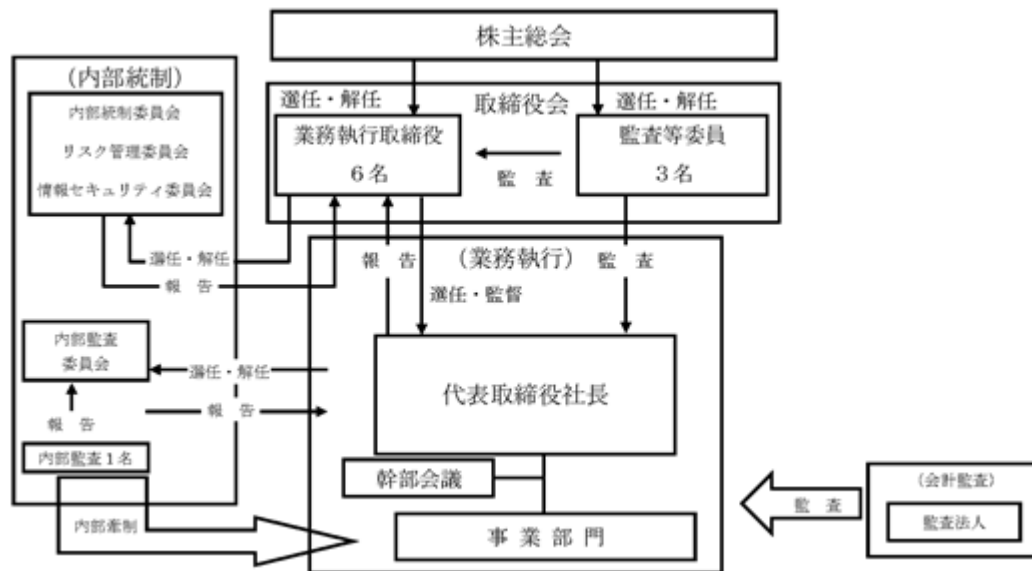 株主総会
(内部統制)
内部統制委員会
リスク管理委員会
情報セキュリティ委員会
取締役会
選任・解任
選任・解任
業務執行取締役
6名
監査
監査等委員
3名
選任・解任
報告
報告
(業務執行)
監査
選任・監督
内部監査
委員会
選任・解任
報告
報告
内部監査1名
内部牽制
代表取締役社長
幹部会議
事業部門
監査
(会計監査)
監査法人